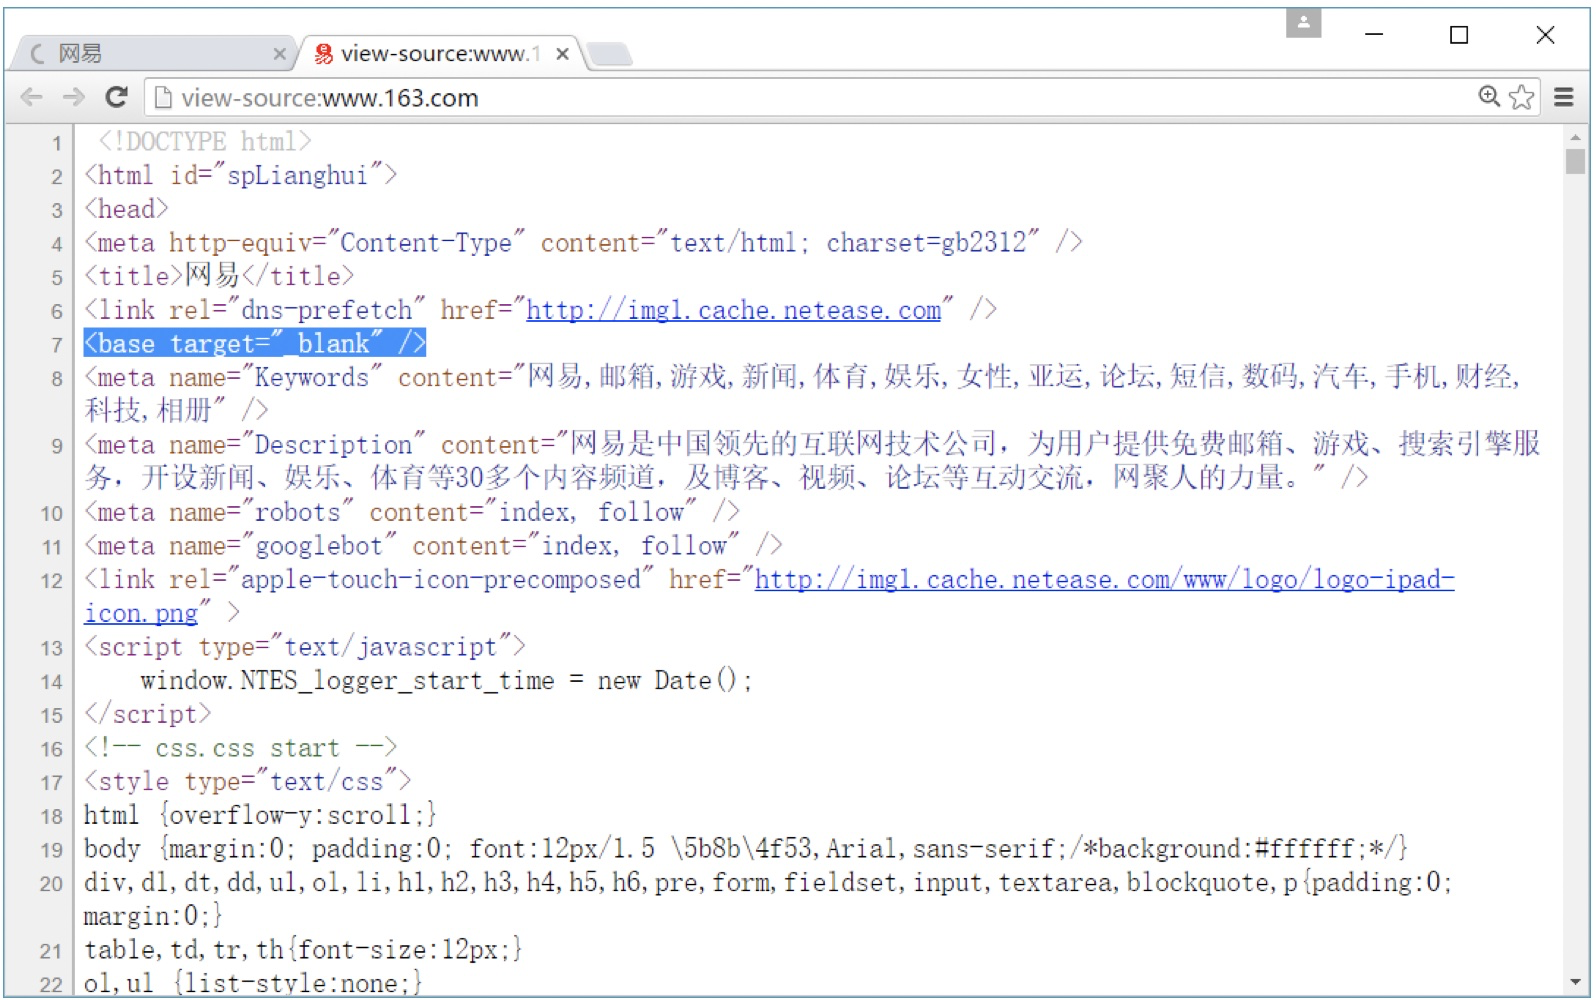 网易
view-source:www.1
view-source:www.163.com
1 <!DOCTYPE html>
2 <html id="spLianghui">
3 <head>
4 <meta http-equiv="Content-Type" content="text/html; charset=gb2312" />
5 <title>网易</title>
6 <link rel="dns-prefetch" href="http://img1.cache.netease.com" />
7 <base target="_blank" />
8 <meta name="Keywords" content="网易,邮箱,游戏,新闻,体育,娱乐,女性,亚运,论坛,短信,数码,汽车,手机,财经,
科技,相册" />
9 <meta name="Description" content="网易是中国领先的互联网技术公司，为用户提供免费邮箱、游戏、搜索引擎服
务，开设新闻、娱乐、体育等30多个内容频道，及博客、视频、论坛等互动交流，网聚人的力量。" />
10 <meta name="robots" content="index, follow" />
11 <meta name="googlebot" content="index, follow" />
12 <link rel="apple-touch-icon-precomposed" href="http://img1.cache.netease.com/www/logo/logo-ipad-
icon.png" >
13 <script type="text/javascript">
14     window.NTES_logger_start_time = new Date();
15 </script>
16 <!-- css.css start -->
17 <style type="text/css">
18 html {overflow-y:scroll;}
19 body {margin:0; padding:0; font:12px/1.5 \5b8b\4f53,Arial,sans-serif;/*background:#ffffff;*/}
20 div,dl,dt,dd,ul,ol,li,h1,h2,h3,h4,h5,h6,pre,form,fieldset,input,textarea,blockquote,p{padding:0;
margin:0;}
21 table,td,tr,th{font-size:12px;}
22 ol,ul {list-style:none;}